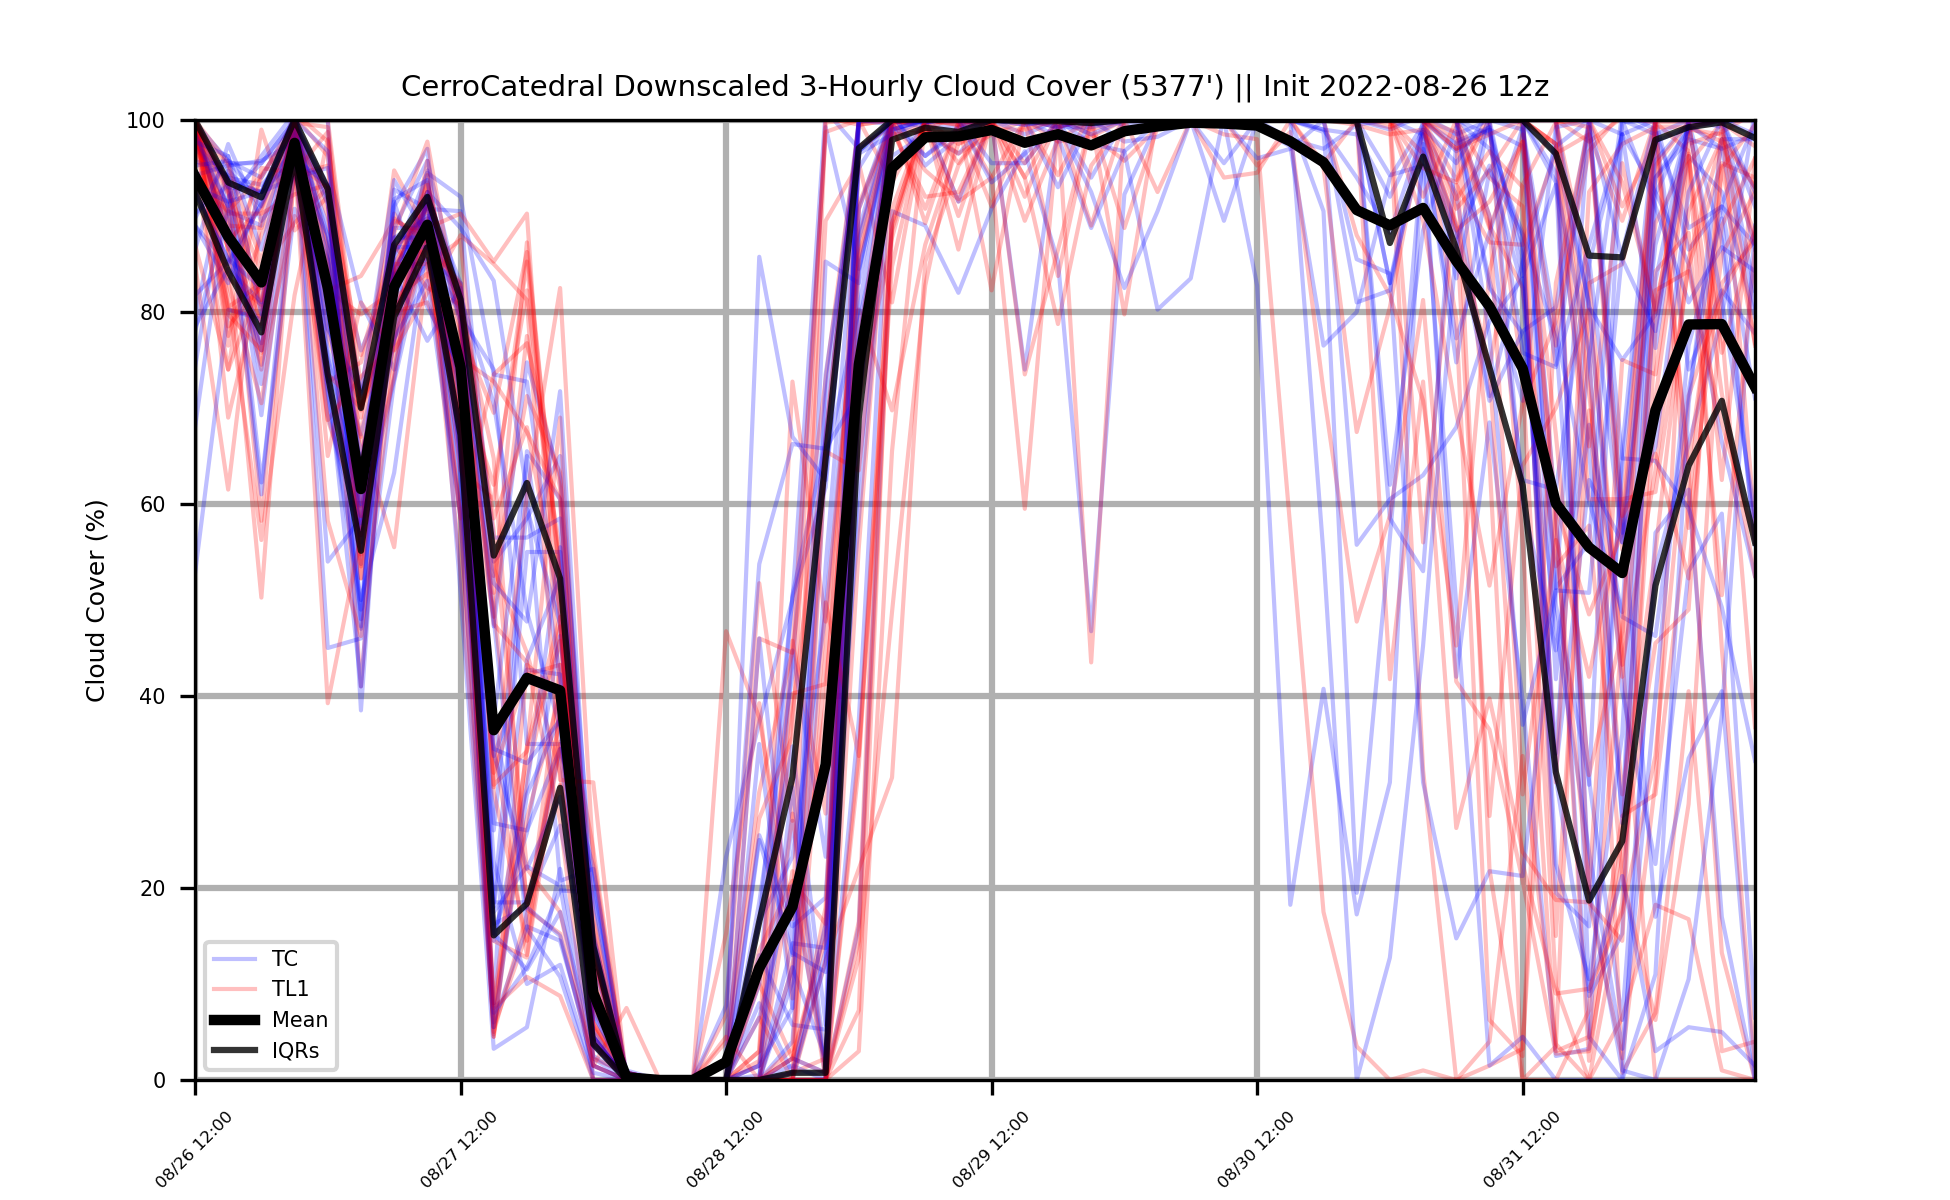 CerroCatedral Downscaled 3-Hourly Cloud Cover (5377') || Init 2022-08-26 12z
Cloud Cover (%)
100
80
60
40
20
0
TC
TL1
Mean
IQRs
08/26 12:00
08/27 12:00
08/28 12:00
08/29 12:00
08/30 12:00
08/31 12:00